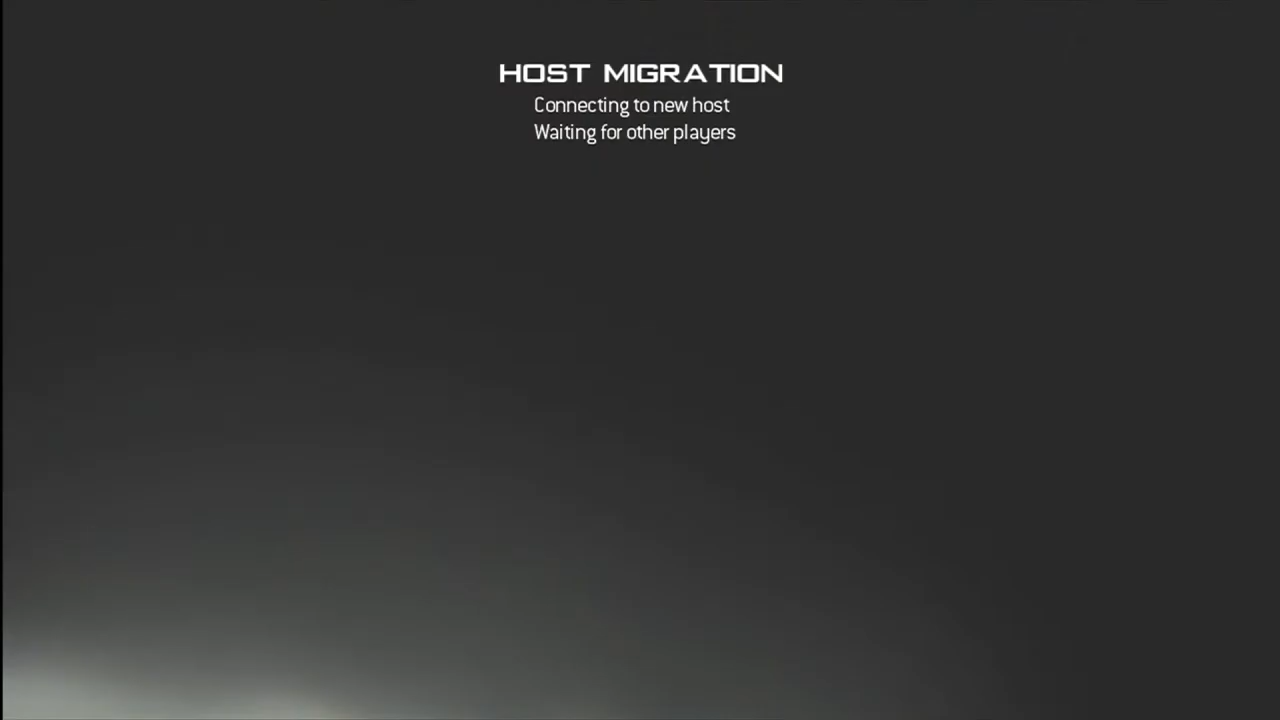 HOST MIGRATION
Connecting to new host
Waiting for other players